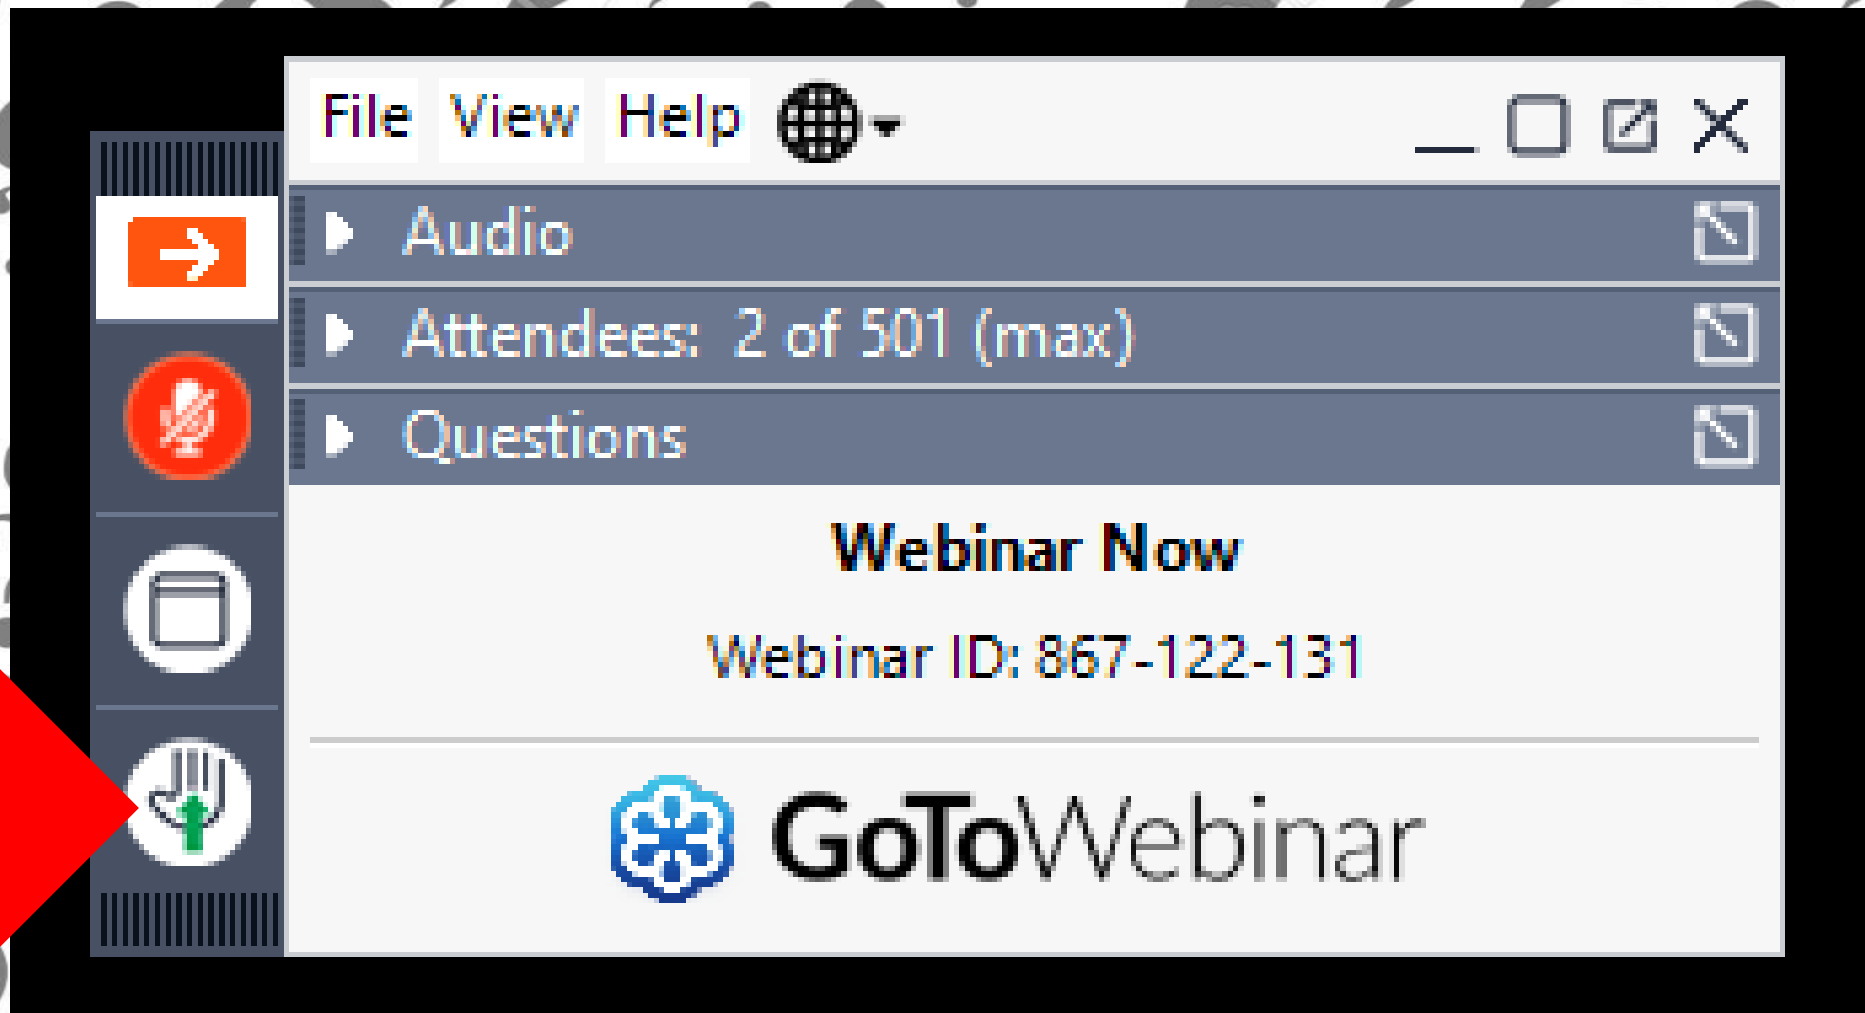 File View Help
Audio
Attendees: 2 of 501 (max)
Questions
Webinar Now
Webinar ID: 867-122-131
GoToWebinar